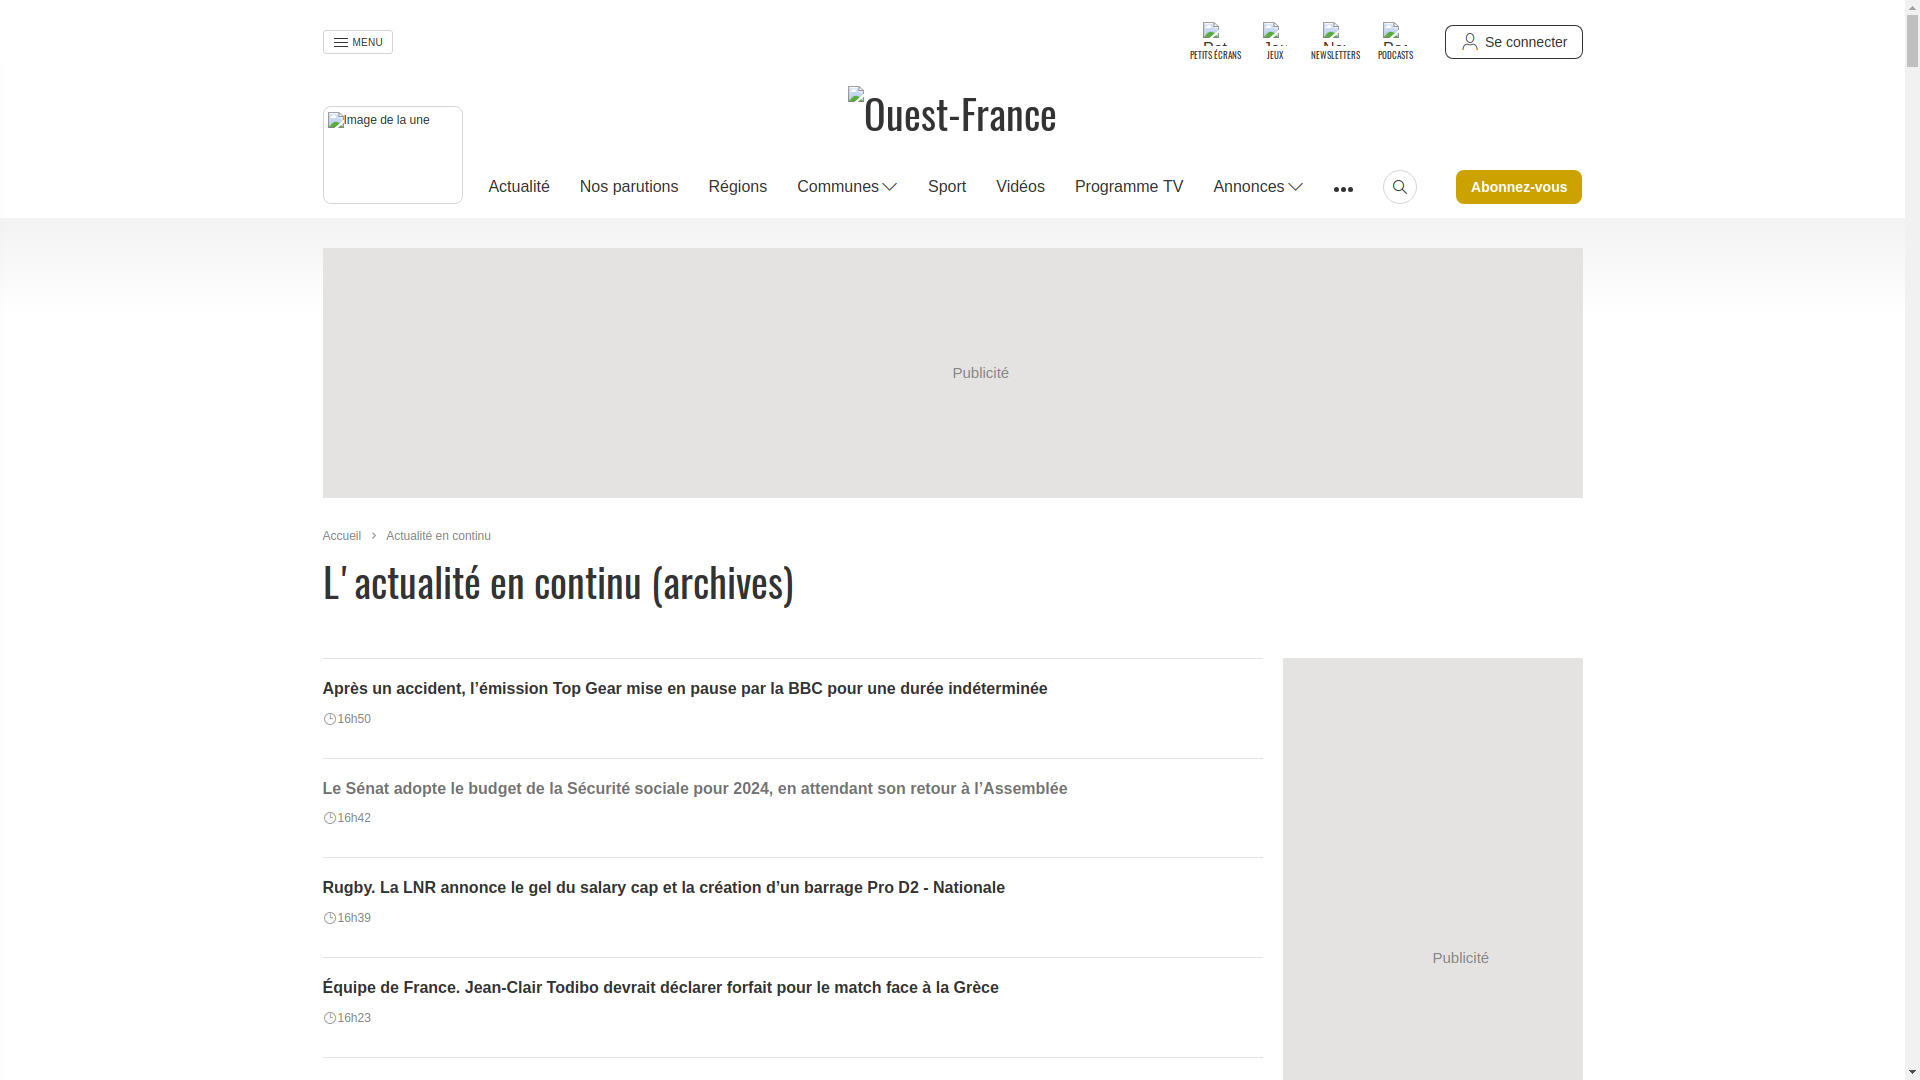 MENU
PETITS ÉCRANS
JEUX
NEWSLETTERS
PODCASTS
Se connecter
Image de la une
Ouest-France
Actualité
Nos parutions
Régions
Communes
Sport
Vidéos
Programme TV
Annonces
Abonnez-vous
Publicité
Accueil
Actualité en continu
L'actualité en continu (archives)
Après un accident, l’émission Top Gear mise en pause par la BBC pour une durée indéterminée
16h50
Le Sénat adopte le budget de la Sécurité sociale pour 2024, en attendant son retour à l’Assemblée
16h42
Rugby. La LNR annonce le gel du salary cap et la création d’un barrage Pro D2 - Nationale
16h39
Équipe de France. Jean-Clair Todibo devrait déclarer forfait pour le match face à la Grèce
16h23
Publicité